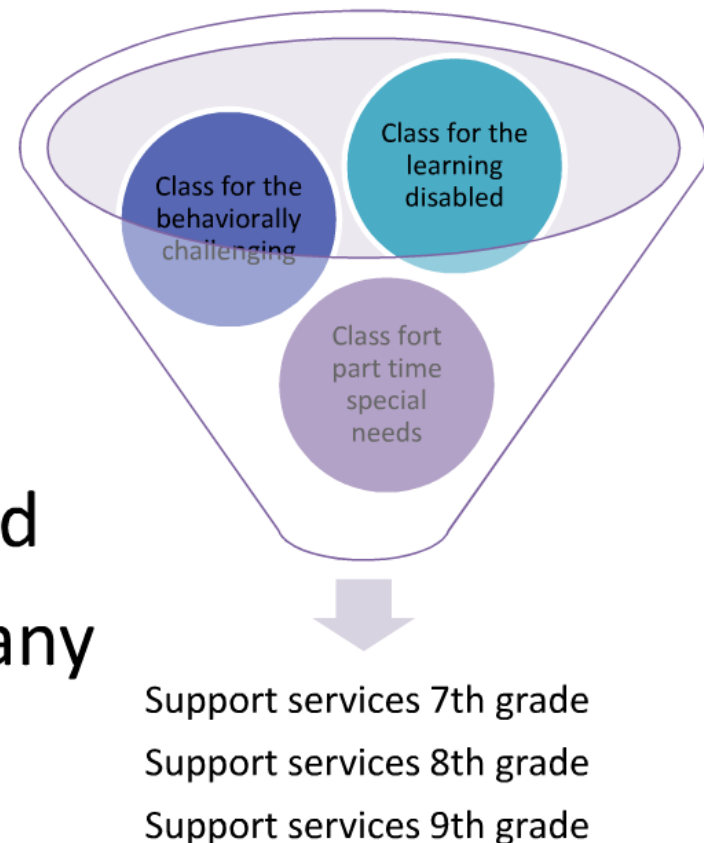 Class for the
learning
disabled
Class for the
behaviorally
challenging
Class fort
part time
special
needs
d
any
Support services 7th grade
Support services 8th grade
Support services 9th grade